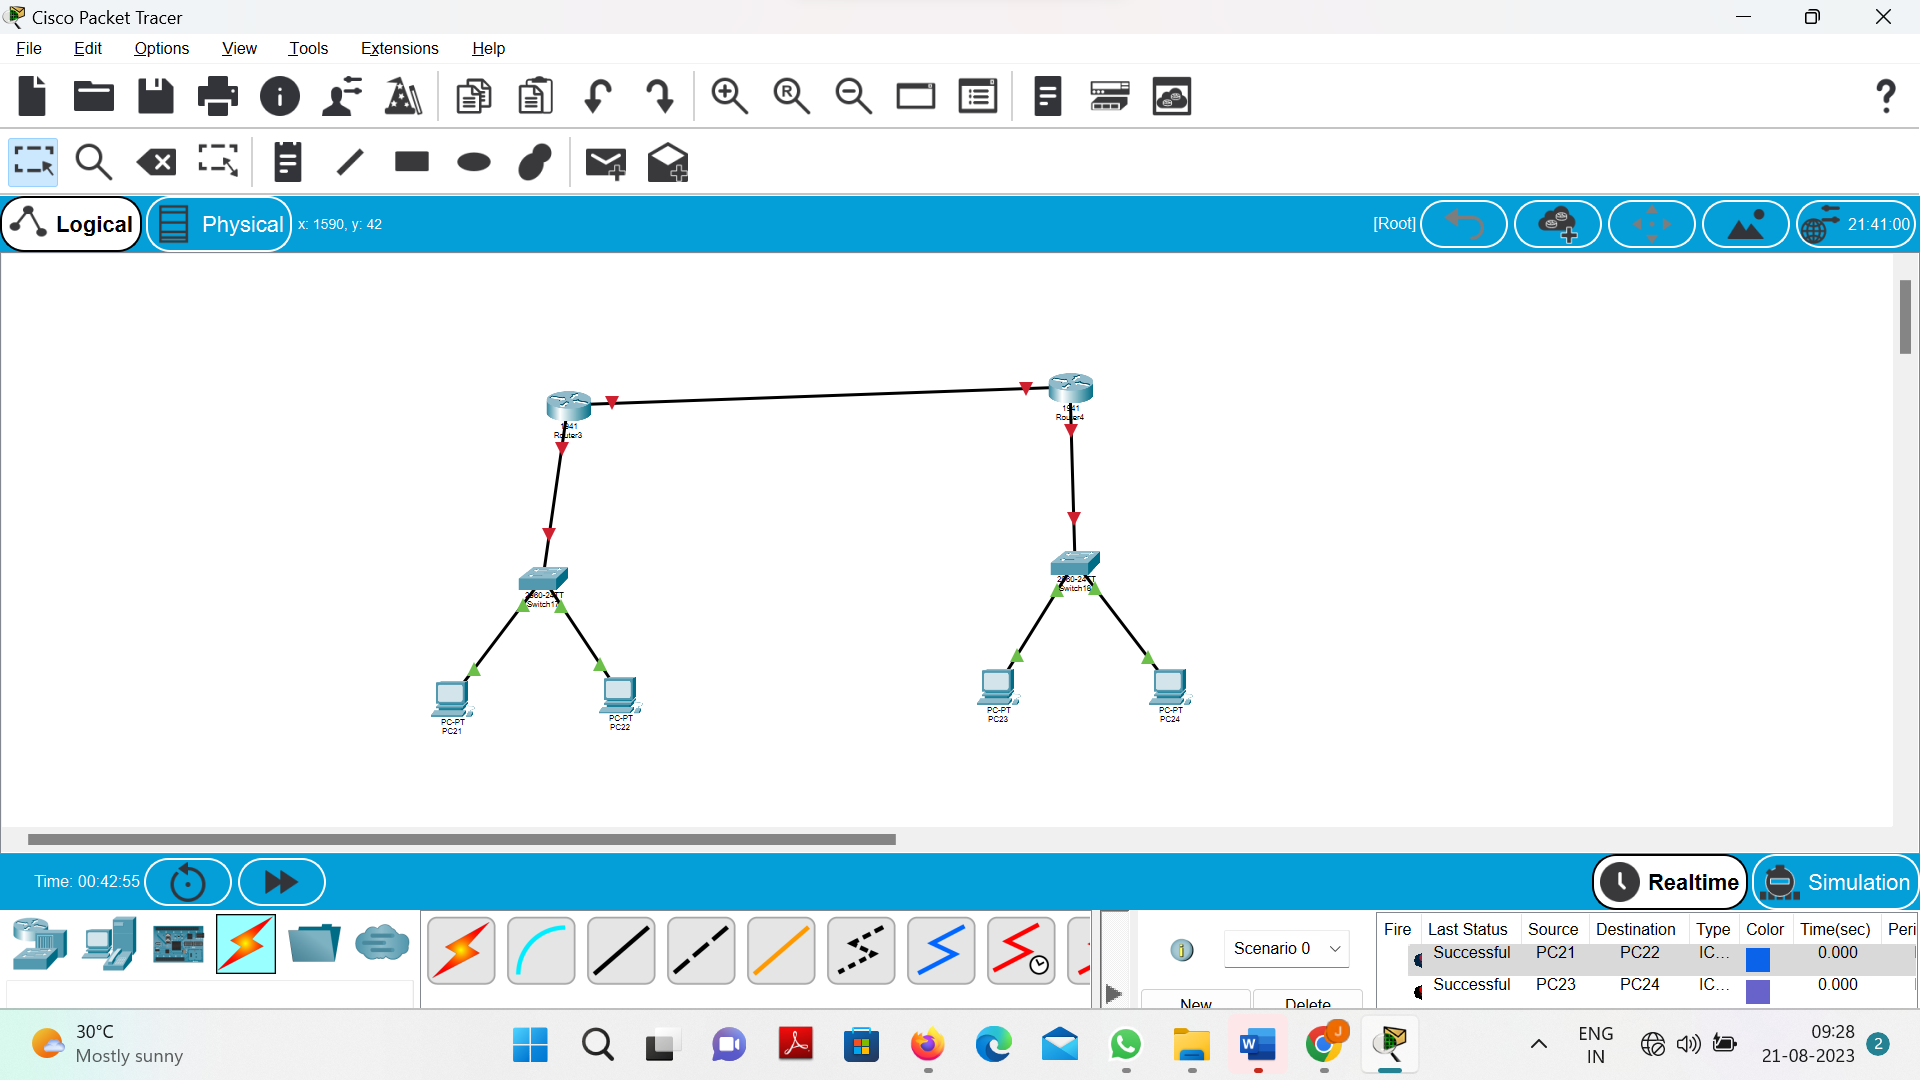 Cisco Packet Tracer
File Edit Options View Tools Extensions Help
Logical Physical x: 1590, y: 42 [Root] 21:41:00
1941
Router3
1941
Router4
2960-24TT
Switch17
Switch18
PC-PT
PC21
PC-PT
PC22
PC-PT
PC23
PC-PT
PC24
Time: 00:42:55 Realtime Simulation
Scenario 0
New Delete
Fire Last Status Source Destination Type Color Time(sec) Peri
Successful PC21 PC22 IC... 0.000
Successful PC23 PC24 IC... 0.000
30°C
Mostly sunny
ENG
IN
09:28
21-08-2023
2